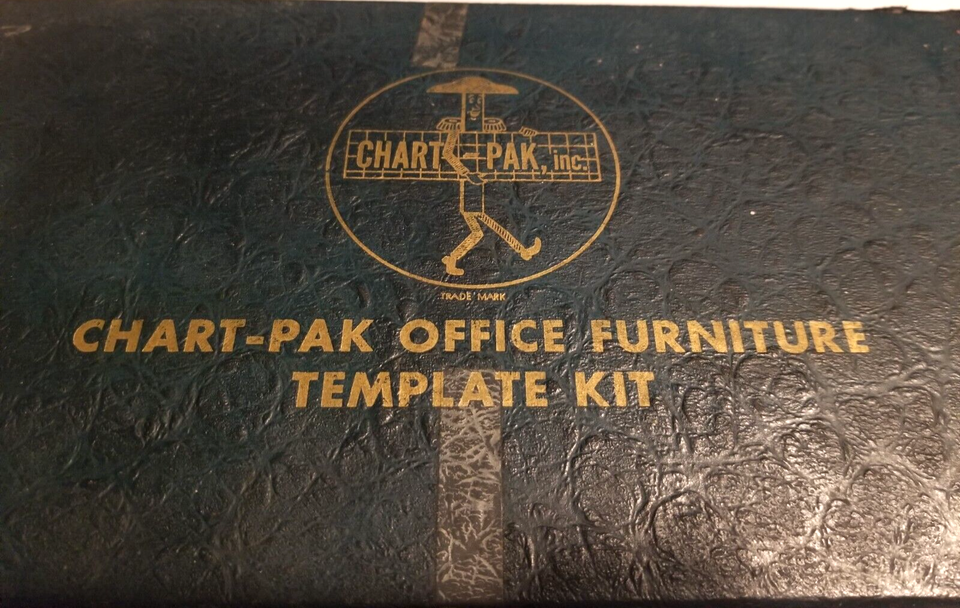 CHART-PAK, inc.
TRADE MARK
CHART-PAK OFFICE FURNITURE
TEMPLATE KIT